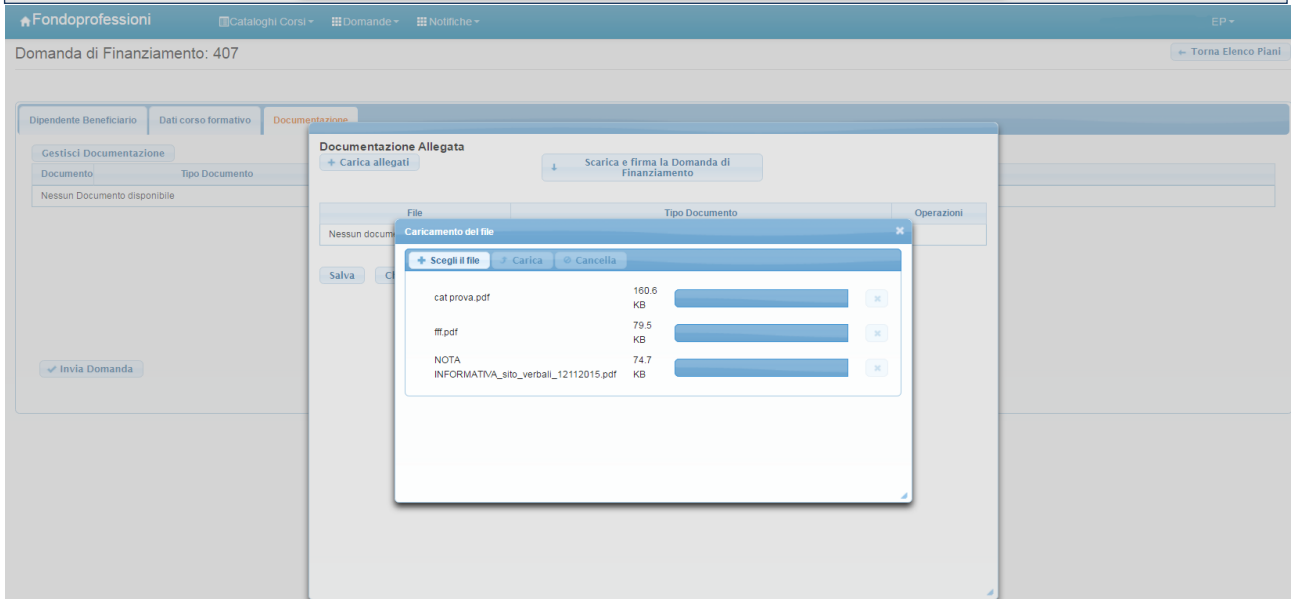 Fondoprofessioni
Cataloghi Corsi
Domande
Notifiche
EP
Domanda di Finanziamento: 407
← Torna Elenco Piani
Dipendente Beneficiario
Dati corso formativo
Documentazione
Gestisci Documentazione
Documento
Tipo Documento
Nessun Documento disponibile
Invia Domanda
Documentazione Allegata
+ Carica allegati
Scarica e firma la Domanda di
Finanziamento
File
Tipo Documento
Operazioni
Nessun docum
Salva
Caricamento del file
+ Scegli il file
Carica
Cancella
cat prova.pdf
160.6
KB
fff.pdf
79.5
KB
NOTA
INFORMATIVA_sito_verbali_12112015.pdf
74.7
KB